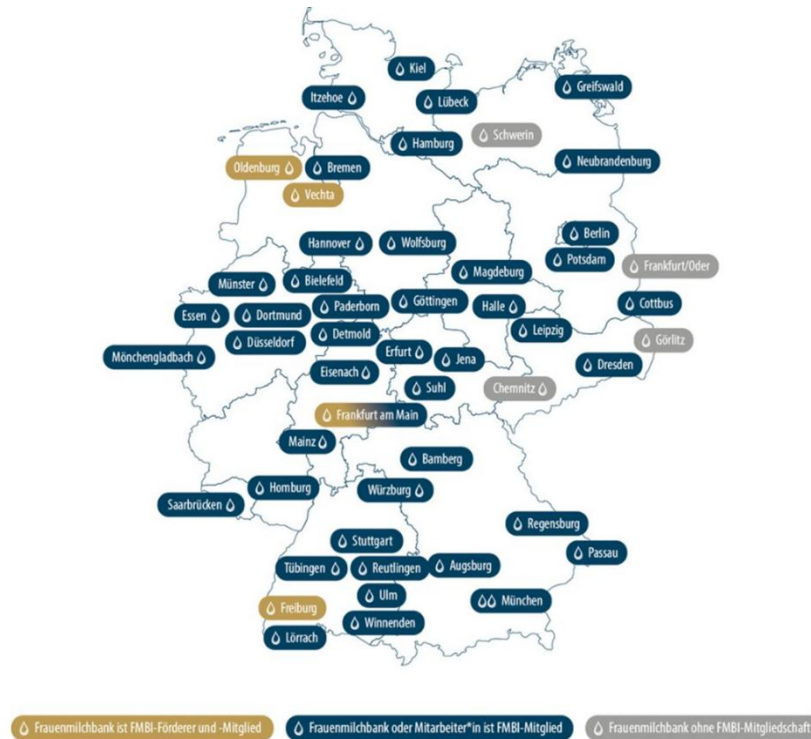 Kiel
Greifswald
Itzehoe
Lübeck
Schwerin
Hamburg
Neubrandenburg
Oldenburg
Bremen
Vechta
Berlin
Hannover
Wolfsburg
Potsdam
Frankfurt/Oder
Magdeburg
Münster
Bielefeld
Göttingen
Cottbus
Essen
Dortmund
Paderborn
Halle
Leipzig
Görlitz
Düsseldorf
Detmold
Mönchengladbach
Erfurt
Jena
Dresden
Eisenach
Suhl
Chemnitz
Frankfurt am Main
Mainz
Bamberg
Homburg
Würzburg
Saarbrücken
Regensburg
Stuttgart
Passau
Tübingen
Reutlingen
Augsburg
Ulm
München
Freiburg
Winnenden
Lörrach
Frauenmilchbank ist FMBI-Förderer und -Mitglied
Frauenmilchbank oder Mitarbeiter*in ist FMBI-Mitglied
Frauenmilchbank ohne FMBI-Mitgliedschaft